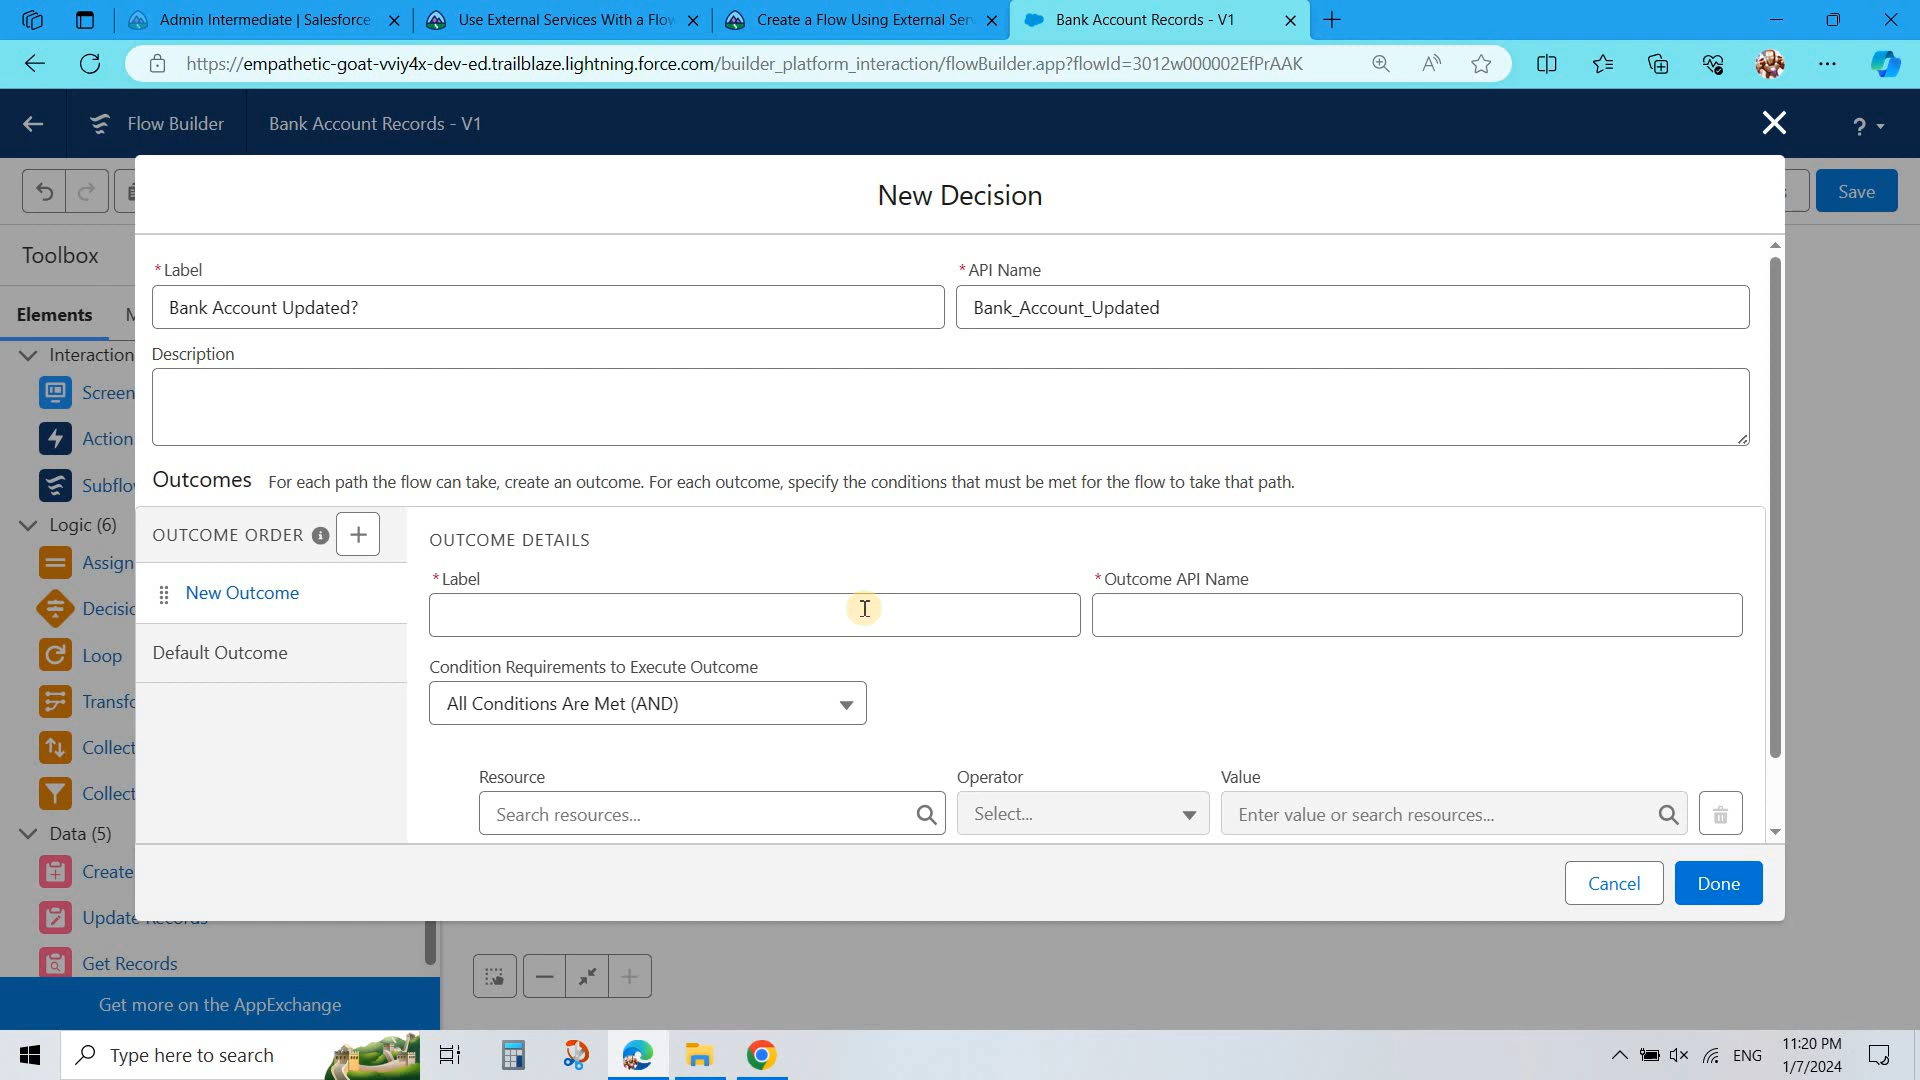 Admin Intermediate | Salesforce
Use External Services With a Flow
Create a Flow Using External Ser
Bank Account Records - V1
https://empathetic-goat-vviy4x-dev-ed.trailblaze.lightning.force.com/builder_platform_interaction/flowBuilder.app?flowId=3012w000002EfPrAAK
Flow Builder
Bank Account Records - V1
?
New Decision
Save
Toolbox
* Label
* API Name
Elements
Bank Account Updated?
Bank_Account_Updated
Interaction
Description
Screen
Action
Subflo
Outcomes For each path the flow can take, create an outcome. For each outcome, specify the conditions that must be met for the flow to take that path.
Logic (6)
OUTCOME ORDER
OUTCOME DETAILS
Assign
* Label
* Outcome API Name
Decisio
New Outcome
Loop
Default Outcome
Condition Requirements to Execute Outcome
Transfo
All Conditions Are Met (AND)
Collect
Resource
Operator
Value
Collect
Search resources...
Select...
Enter value or search resources...
Data (5)
Create
Cancel
Done
Update
Get Records
Get more on the AppExchange
Type here to search
ENG
11:20 PM
1/7/2024